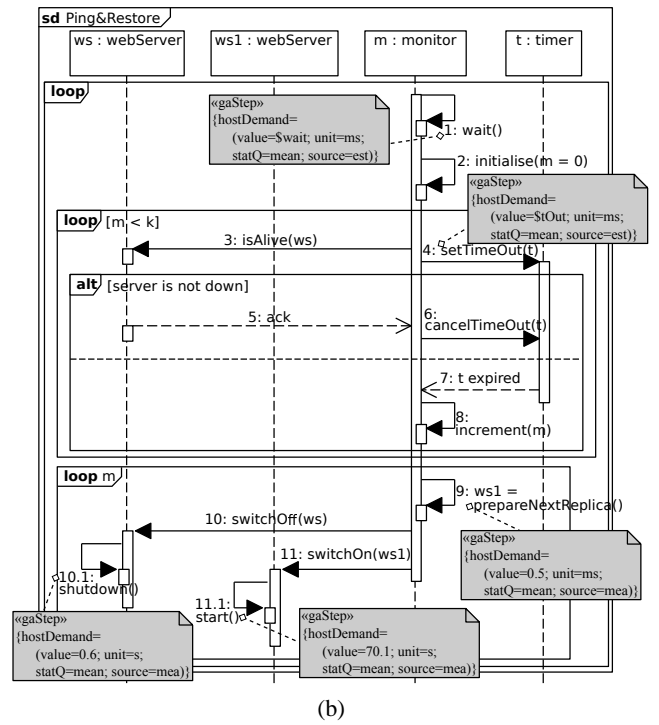 sd Ping&Restore
ws : webServer
ws1 : webServer
m : monitor
t : timer
loop
«gaStep»
{hostDemand=
(value=$wait; unit=ms;
statQ=mean; source=est)}
1: wait()
2: initialise(m = 0)
«gaStep»
{hostDemand=
(value=$tOut; unit=ms;
statQ=mean; source=est)}
loop [m < k]
3: isAlive(ws)
4: setTimeOut(t)
alt [server is not down]
5: ack
6:
cancelTimeOut(t)
7: t expired
8:
increment(m)
loop m
9: ws1 =
prepareNextReplica()
10: switchOff(ws)
«gaStep»
{hostDemand=
(value=0.5; unit=ms;
statQ=mean; source=mea)}
11: switchOn(ws1)
10.1:
shutdown()
11.1:
start()
«gaStep»
{hostDemand=
(value=0.6; unit=s;
statQ=mean; source=mea)}
«gaStep»
{hostDemand=
(value=70.1; unit=s;
statQ=mean; source=mea)}
(b)